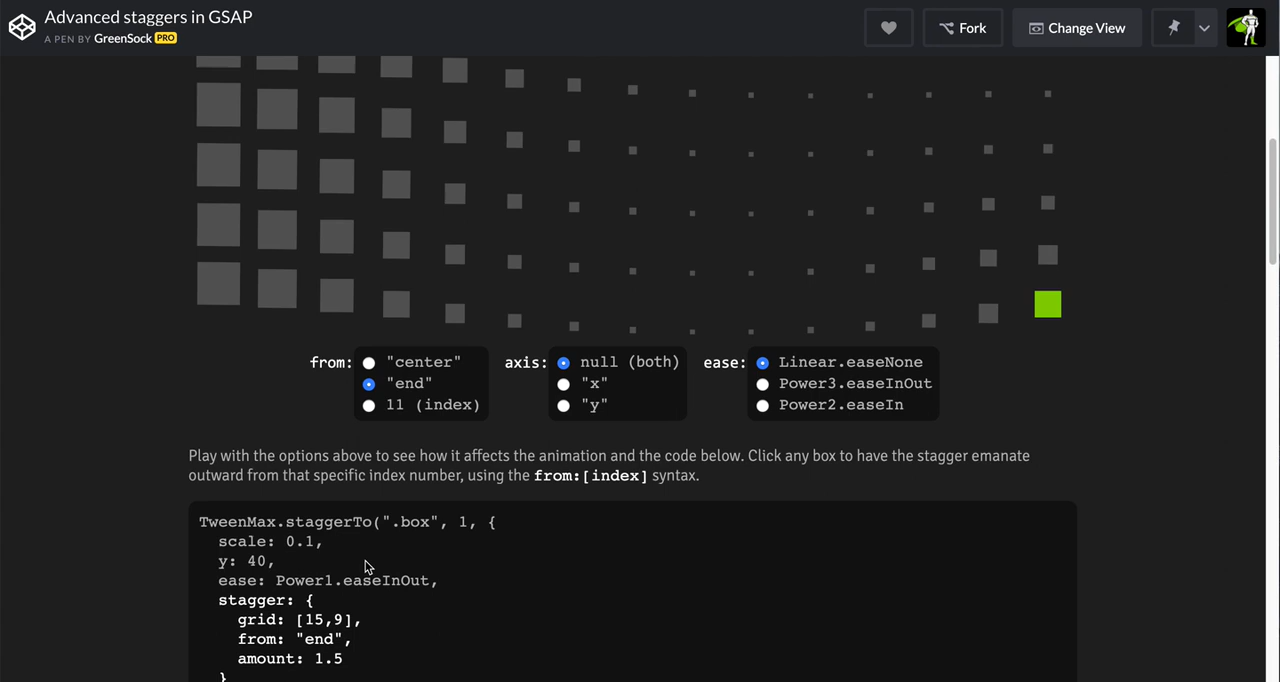 Advanced staggers in GSAP
A PEN BY GreenSock PRO
Fork
Change View
from: "center"
"end"
11 (index)
axis: null (both)
"x"
"y"
ease: Linear.easeNone
Power3.easeInOut
Power2.easeIn
Play with the options above to see how it affects the animation and the code below. Click any box to have the stagger emanate
outward from that specific index number, using the from:[index] syntax.
TweenMax.staggerTo(".box", 1, {
scale: 0.1,
y: 40,
ease: Power1.easeInOut,
stagger: {
grid: [15,9],
from: "end",
amount: 1.5
}